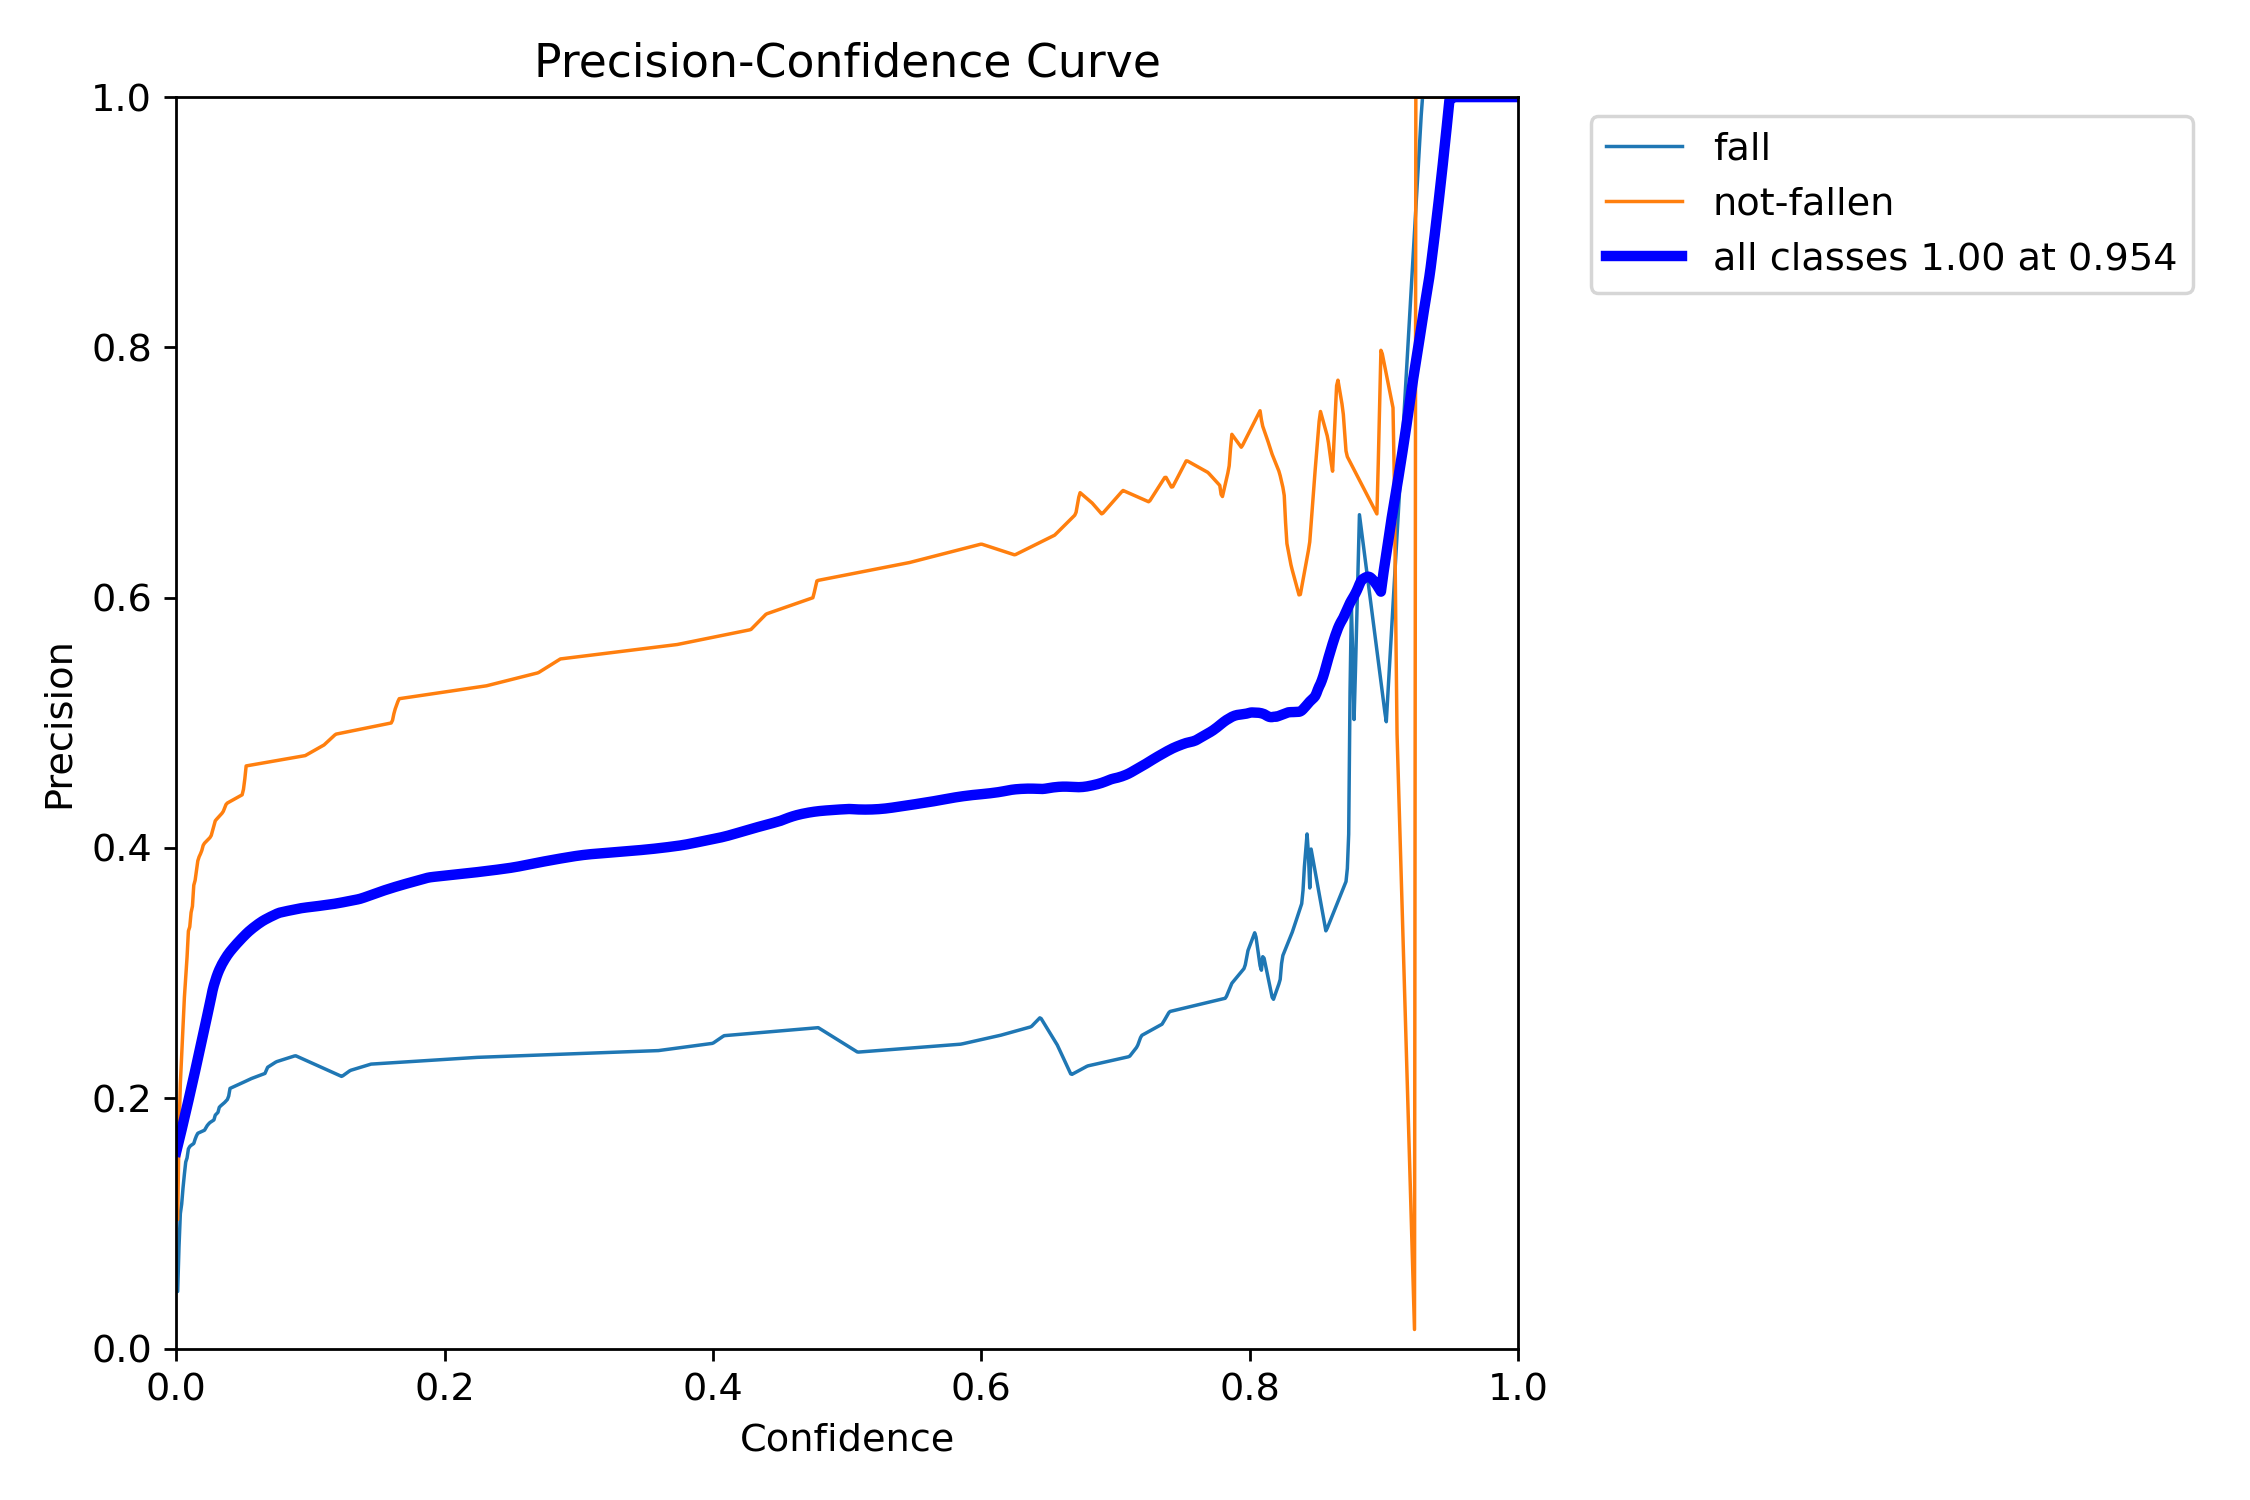 Precision-Confidence Curve
1.0
0.8
0.6
0.4
0.2
0.0
Precision
0.0 0.2 0.4 0.6 0.8 1.0
Confidence
fall
not-fallen
all classes 1.00 at 0.954